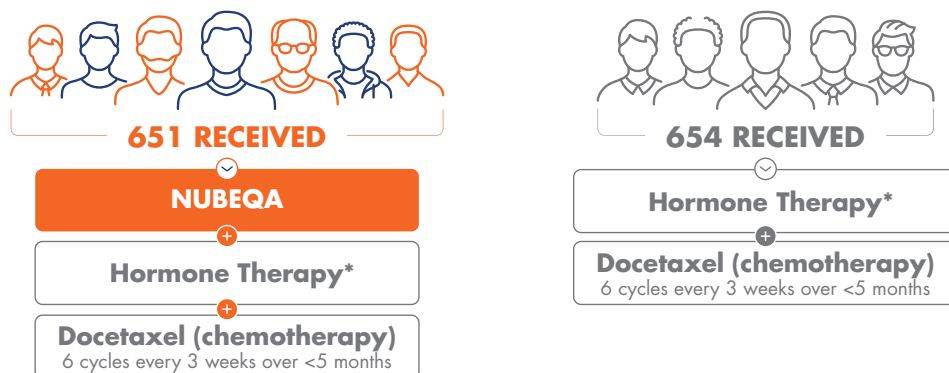 651 RECEIVED
NUBEQA
Hormone Therapy*
Docetaxel (chemotherapy)
6 cycles every 3 weeks over <5 months
654 RECEIVED
Hormone Therapy*
Docetaxel (chemotherapy)
6 cycles every 3 weeks over <5 months